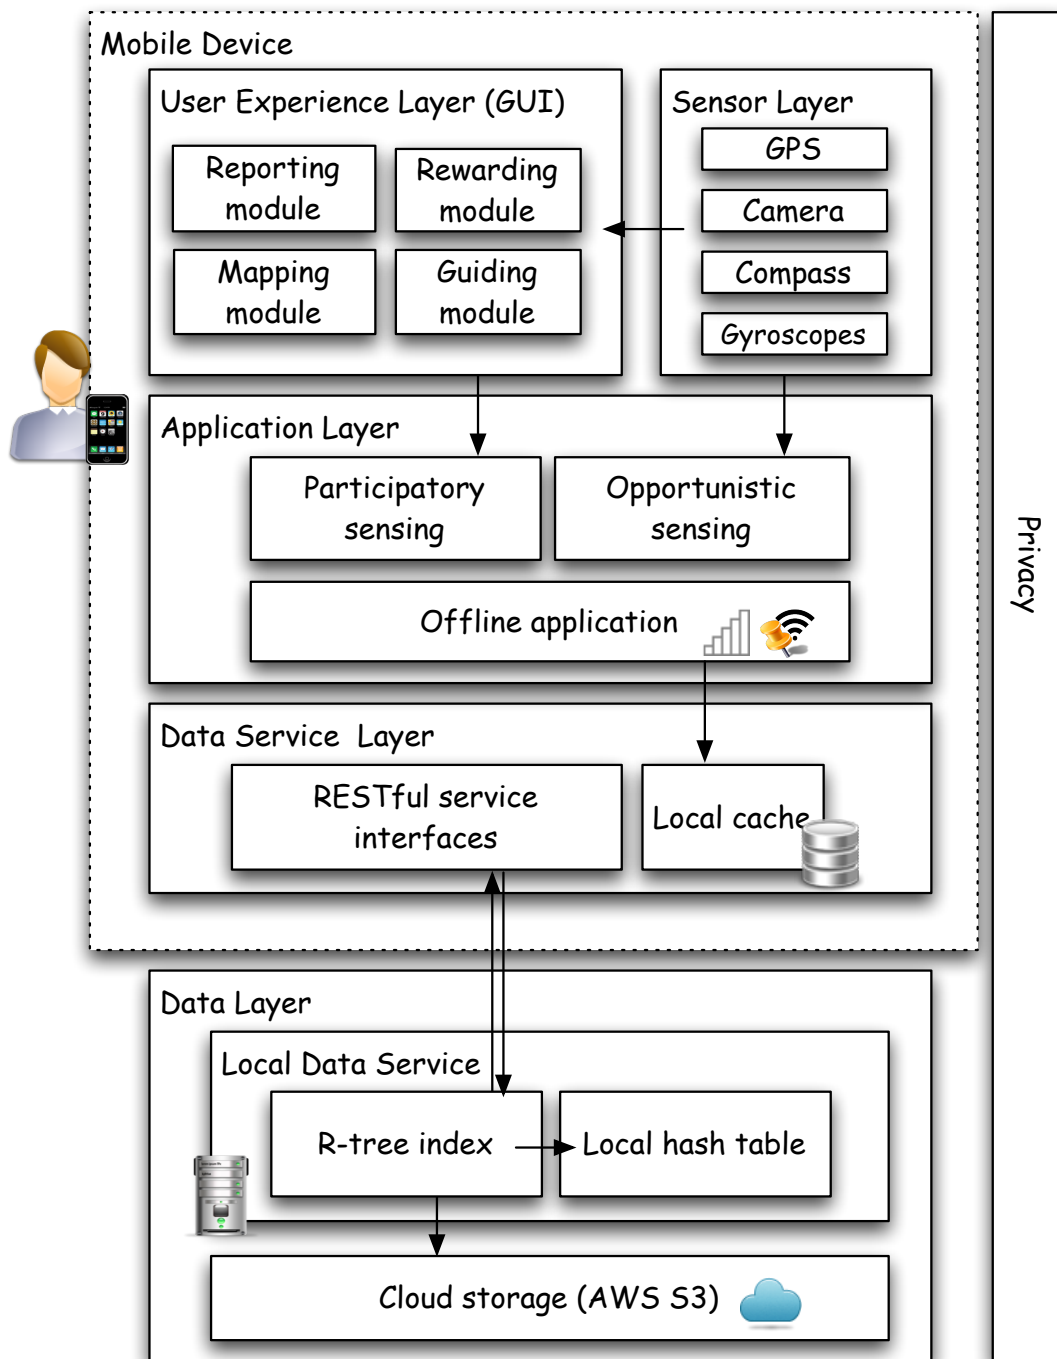 Mobile Device
User Experience Layer (GUI)
Reporting
module
Rewarding
module
Mapping
module
Guiding
module
Sensor Layer
GPS
Camera
Compass
Gyroscopes
Application Layer
Participatory
sensing
Opportunistic
sensing
Offline application
Data Service Layer
RESTful service
interfaces
Local cache
Data Layer
Local Data Service
R-tree index
Local hash table
Cloud storage (AWS S3)
Privacy